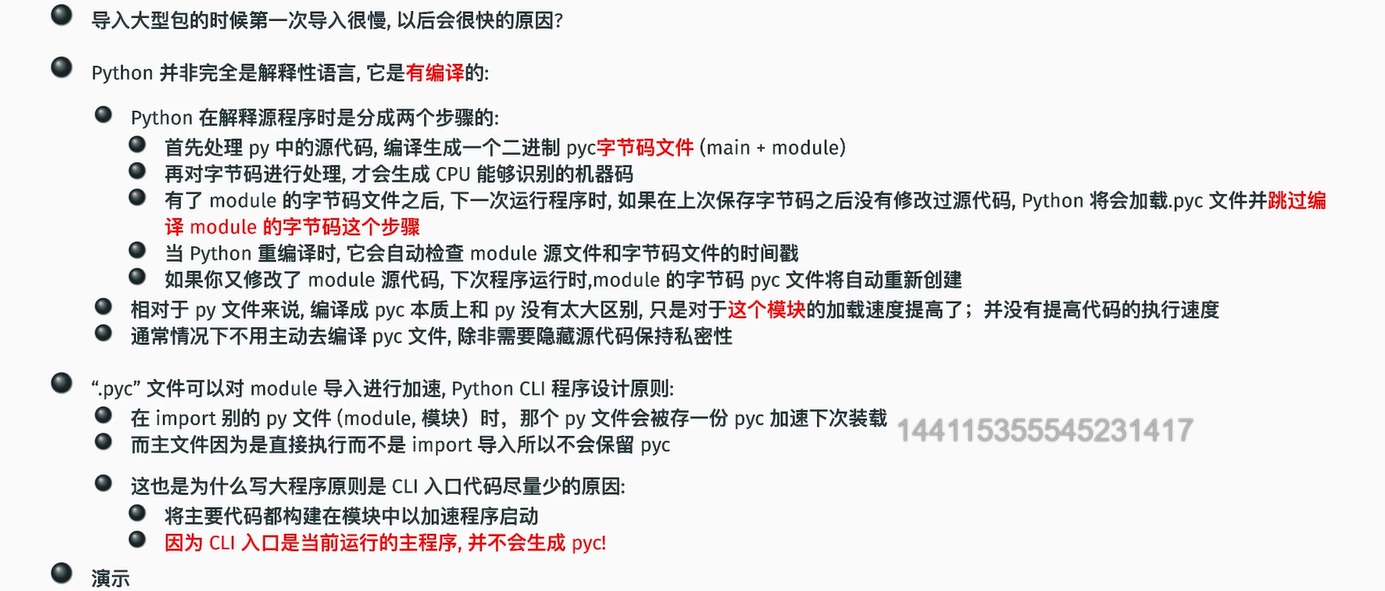 导入大型包的时候第一次导入很慢, 以后会很快的原因?
Python 并非完全是解释性语言, 它是有编译的:
Python 在解释源程序时是分成两个步骤的:
首先处理 py 中的源代码, 编译生成一个二进制 pyc字节码文件 (main + module)
再对字节码进行处理, 才会生成 CPU 能够识别的机器码
有了 module 的字节码文件之后, 下一次运行程序时, 如果在上次保存字节码之后没有修改过源代码, Python 将会加载.pyc 文件并跳过编
译 module 的字节码这个步骤
当 Python 重编译时, 它会自动检查 module 源文件和字节码文件的时间戳
如果你又修改了 module 源代码, 下次程序运行时,module 的字节码 pyc 文件将自动重新创建
相对于 py 文件来说, 编译成 pyc 本质上和 py 没有太大区别, 只是对于这个模块的加载速度提高了；并没有提高代码的执行速度
通常情况下不用主动去编译 pyc 文件, 除非需要隐藏源代码保持私密性
“.pyc” 文件可以对 module 导入进行加速, Python CLI 程序设计原则:
在 import 别的 py 文件 (module, 模块）时，那个 py 文件会被存一份 pyc 加速下次装载
144115355545231417
而主文件因为是直接执行而不是 import 导入所以不会保留 pyc
这也是为什么写大程序原则是 CLI 入口代码尽量少的原因:
将主要代码都构建在模块中以加速程序启动
因为 CLI 入口是当前运行的主程序, 并不会生成 pyc!
演示